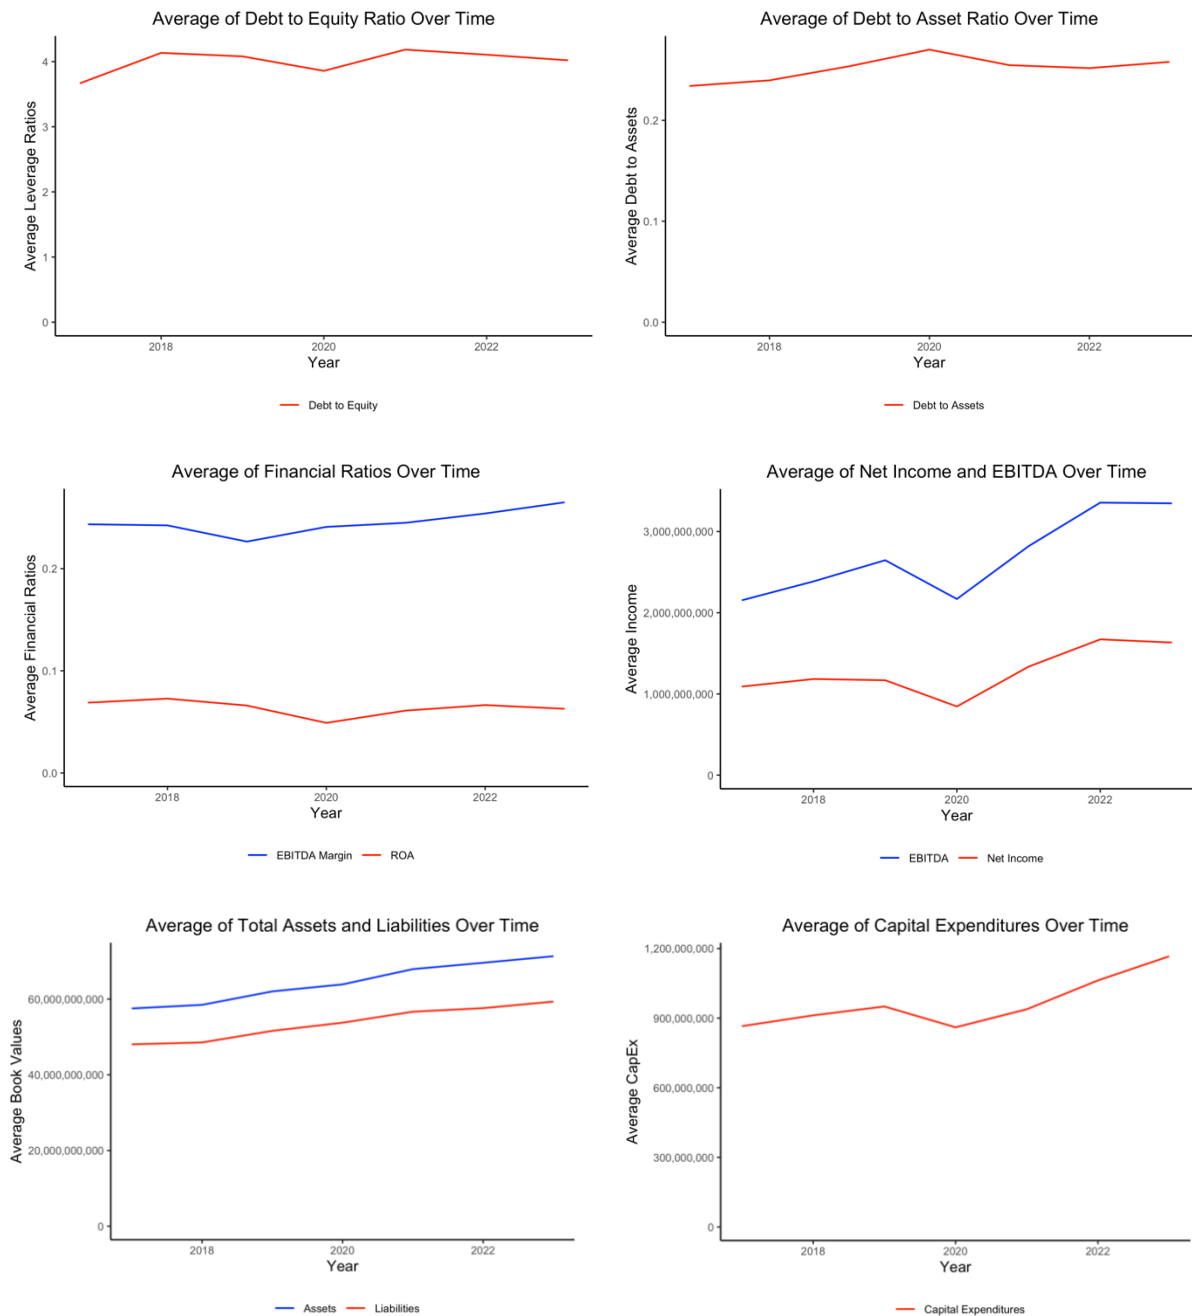 Average of Debt to Equity Ratio Over Time
Average Leverage Ratios
4
3
2
1
0
2018 2020 2022
Year
Debt to Equity
Average of Debt to Asset Ratio Over Time
Average Debt to Assets
0.2
0.1
0.0
2018 2020 2022
Year
Debt to Assets
Average of Financial Ratios Over Time
Average Financial Ratios
0.2
0.1
0.0
2018 2020 2022
Year
EBITDA Margin ROA
Average of Net Income and EBITDA Over Time
Average Income
3,000,000,000
2,000,000,000
1,000,000,000
0
2018 2020 2022
Year
EBITDA Net Income
Average of Total Assets and Liabilities Over Time
Average Book Values
60,000,000,000
40,000,000,000
20,000,000,000
0
2018 2020 2022
Year
Assets Liabilities
Average of Capital Expenditures Over Time
Average CapEx
1,200,000,000
900,000,000
600,000,000
300,000,000
0
2018 2020 2022
Year
Capital Expenditures